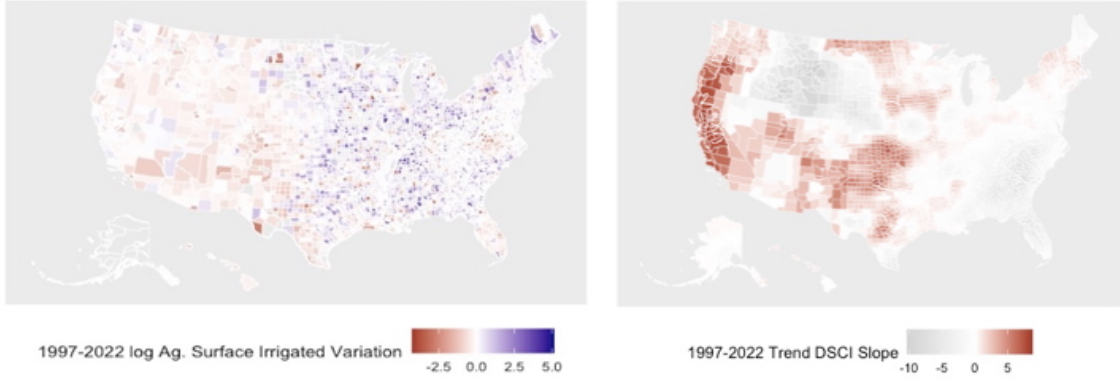 1997-2022 log Ag. Surface Irrigated Variation
-2.5 0.0 2.5 5.0
1997-2022 Trend DSCI Slope
-10 -5 0 5